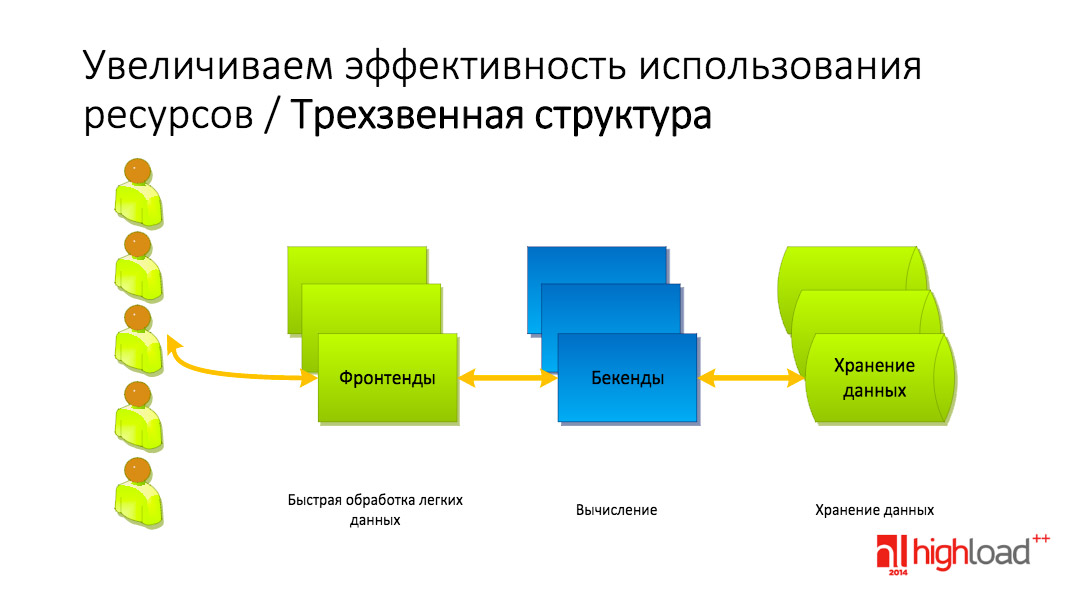 Увеличиваем эффективность использования
ресурсов / Трехзвенная структура
Фронтенды
Бекенды
Хранение
данных
Быстрая обработка легких
данных
Вычисление
Хранение данных
highload++
2014